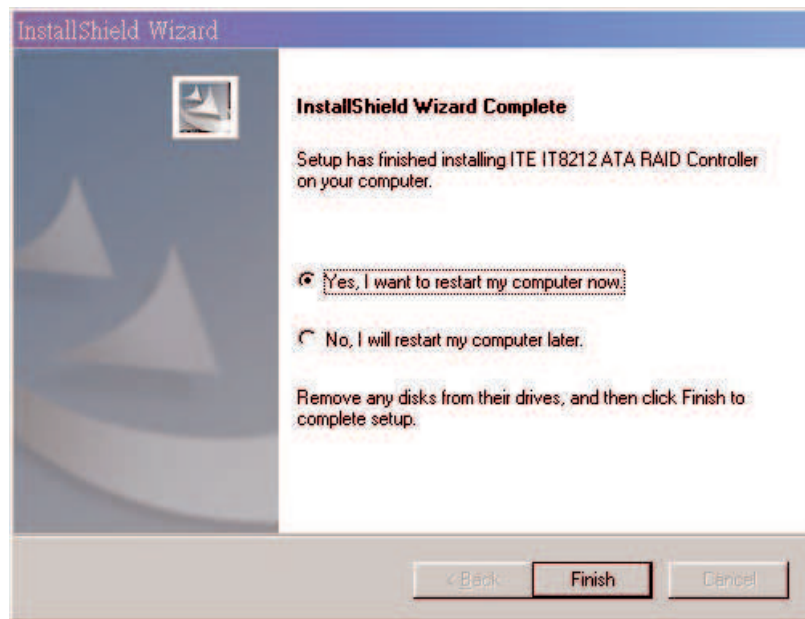 InstallShield Wizard
InstallShield Wizard Complete
Setup has finished installing ITE IT8212 ATA RAID Controller
on your computer.
Yes, I want to restart my computer now.
No, I will restart my computer later.
Remove any disks from their drives, and then click Finish to
complete setup.
< Back
Finish
Cancel